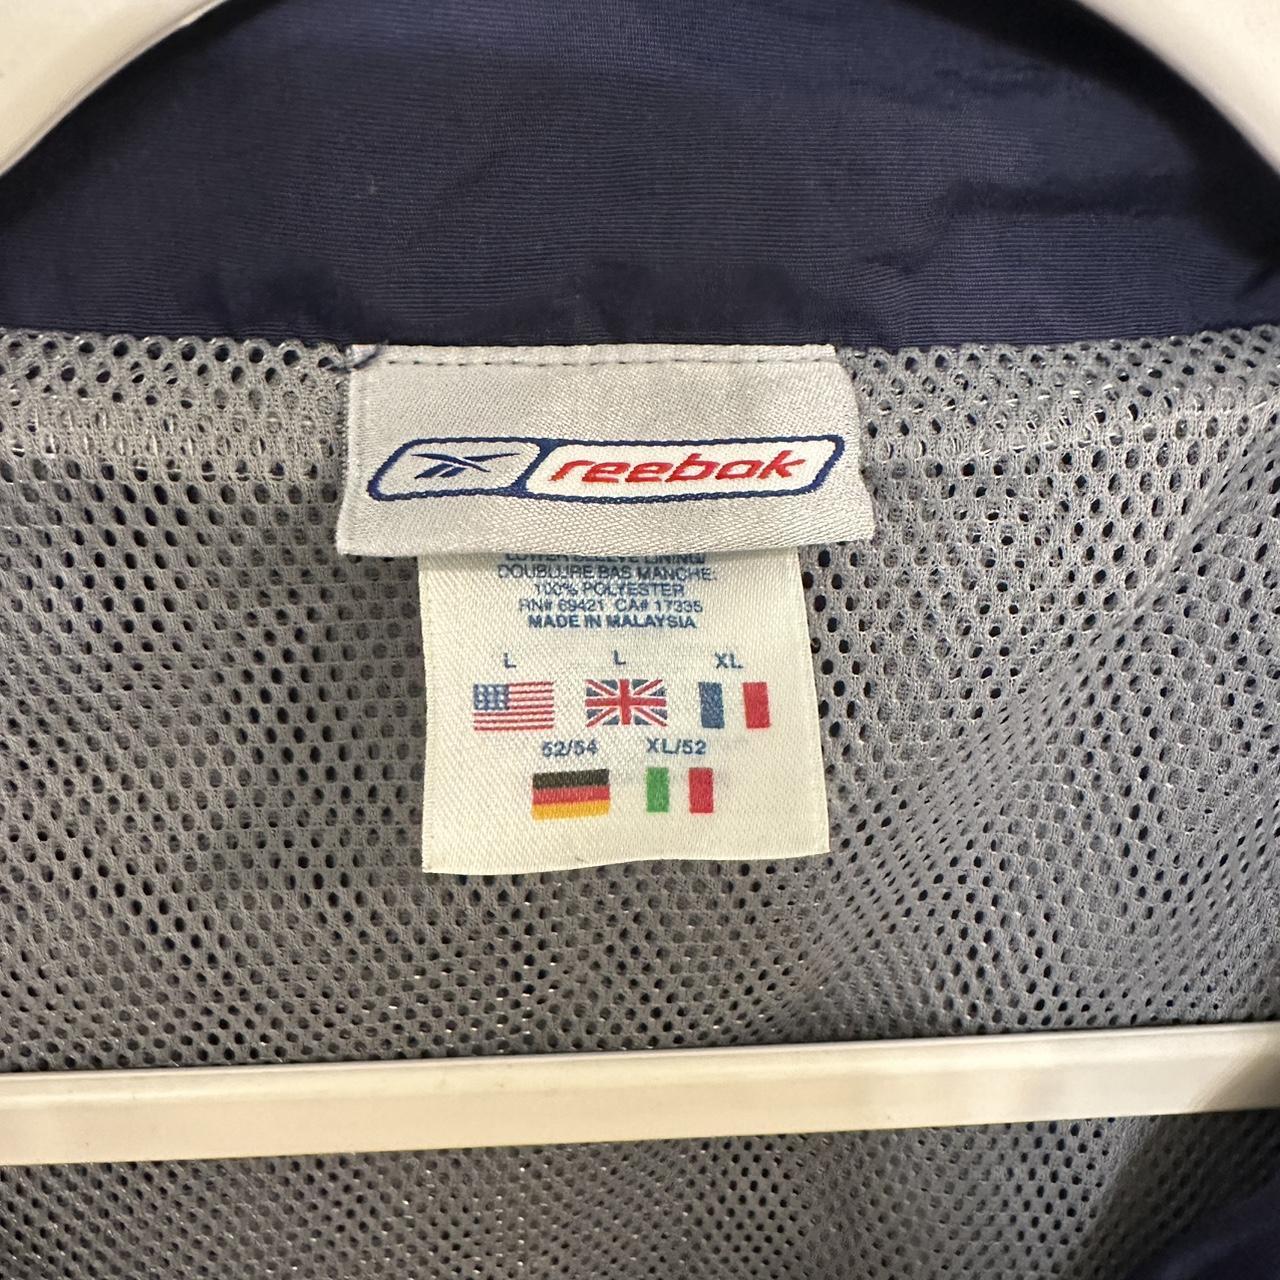 reebok
LOWER SLEEVE LINING
DOUBLURE BAS MANCHE:
100% POLYESTER
RN# 69421 CA# 17335
MADE IN MALAYSIA
L L XL
52/54 XL/52